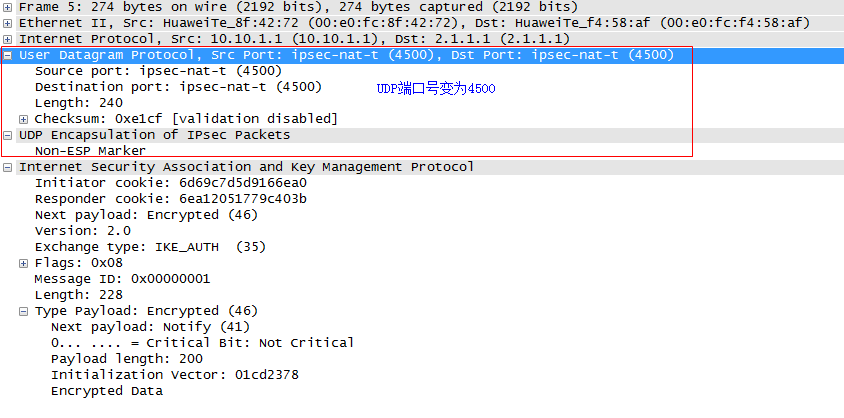 Frame 5: 274 bytes on wire (2192 bits), 274 bytes captured (2192 bits)
Ethernet II, Src: HuaweiTe_8f:42:72 (00:e0:fc:8f:42:72), Dst: HuaweiTe_f4:58:af (00:e0:fc:f4:58:af)
Internet Protocol, Src: 10.10.1.1 (10.10.1.1), Dst: 2.1.1.1 (2.1.1.1)
User Datagram Protocol, Src Port: ipsec-nat-t (4500), Dst Port: ipsec-nat-t (4500)
Source port: ipsec-nat-t (4500)
Destination port: ipsec-nat-t (4500) UDP端口号变为4500
Length: 240
Checksum: 0xe1cf [validation disabled]
UDP Encapsulation of IPsec Packets
Non-ESP Marker
Internet Security Association and Key Management Protocol
Initiator cookie: 6d69c7d5d9166ea0
Responder cookie: 6ea12051779c403b
Next payload: Encrypted (46)
Version: 2.0
Exchange type: IKE_AUTH (35)
Flags: 0x08
Message ID: 0x00000001
Length: 228
Type Payload: Encrypted (46)
Next payload: Notify (41)
0... .... = Critical Bit: Not Critical
Payload length: 200
Initialization Vector: 01cd2378
Encrypted Data